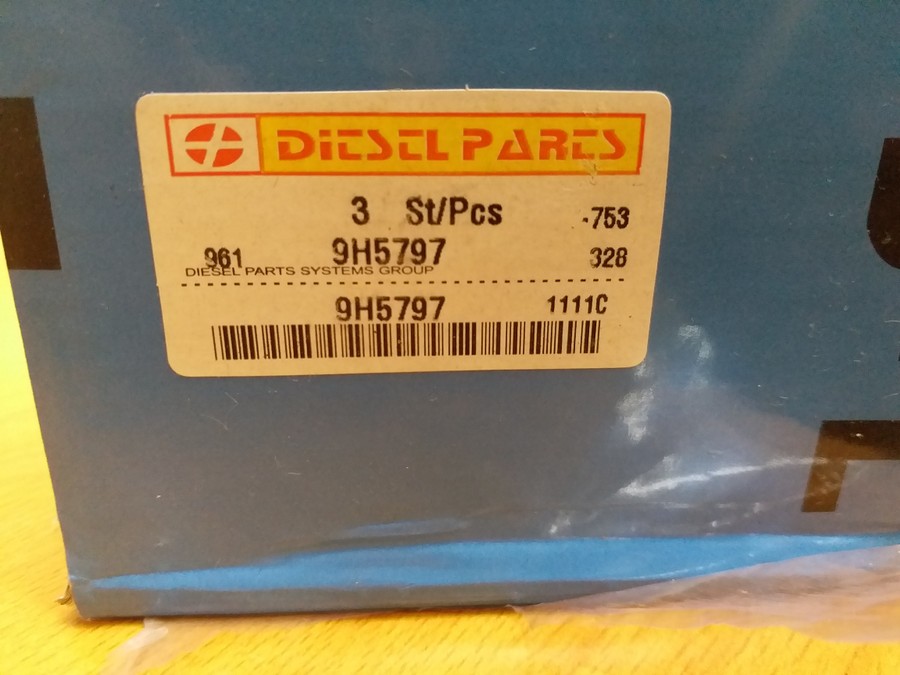 DIESEL PARTS
3 St/Pcs -753
961 9H5797 328
DIESEL PARTS SYSTEMS GROUP
9H5797 1111C